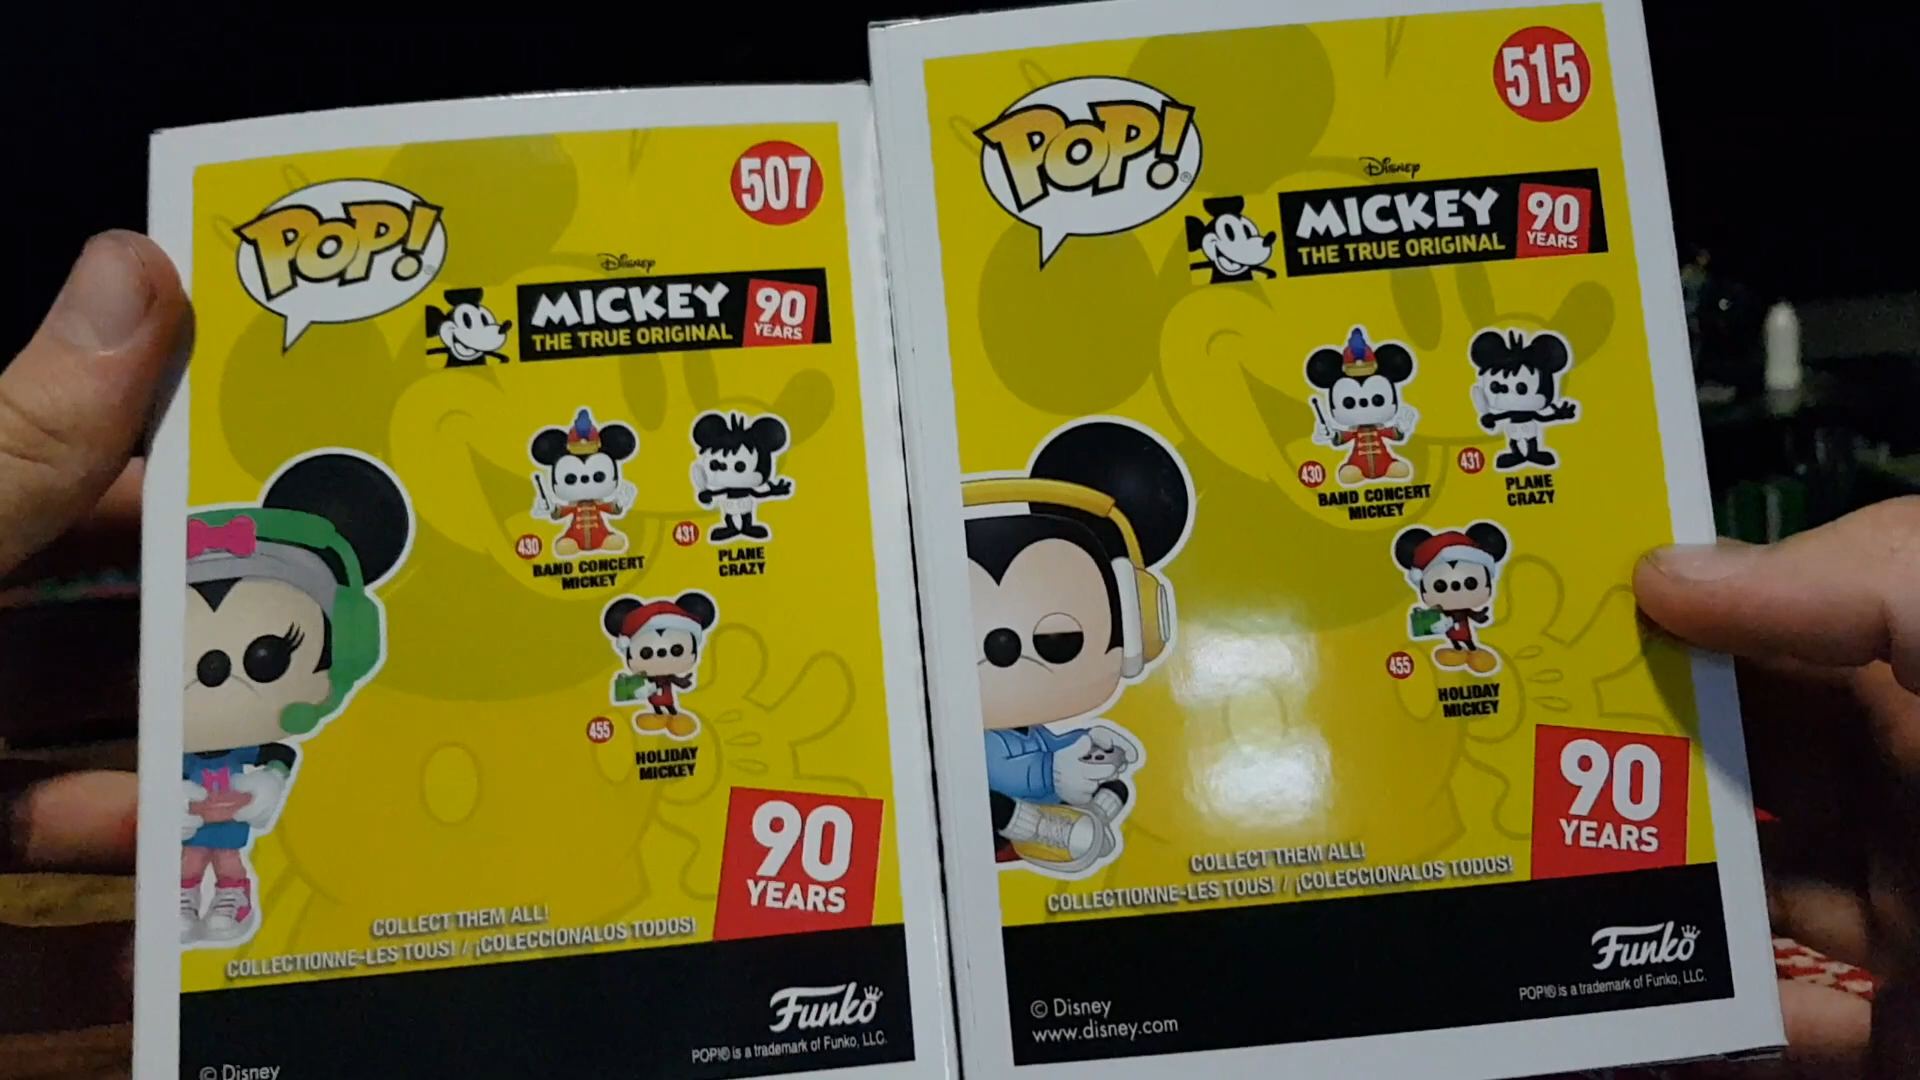 POP!
507
Disney
MICKEY
THE TRUE ORIGINAL
90
YEARS
430
BAND CONCERT
MICKEY
431
PLANE
CRAZY
455
HOLIDAY
MICKEY
90
YEARS
COLLECT THEM ALL!
COLLECTIONNE-LES TOUS! / ¡COLECCIONALOS TODOS!
Funko
POP!® is a trademark of Funko, LLC.
© Disney
POP!®
515
Disney
MICKEY
THE TRUE ORIGINAL
90
YEARS
430
BAND CONCERT
MICKEY
431
PLANE
CRAZY
455
HOLIDAY
MICKEY
90
YEARS
COLLECT THEM ALL!
COLLECTIONNE-LES TOUS! / ¡COLECCIONALOS TODOS!
Funko
POP!® is a trademark of Funko, LLC.
© Disney
www.disney.com